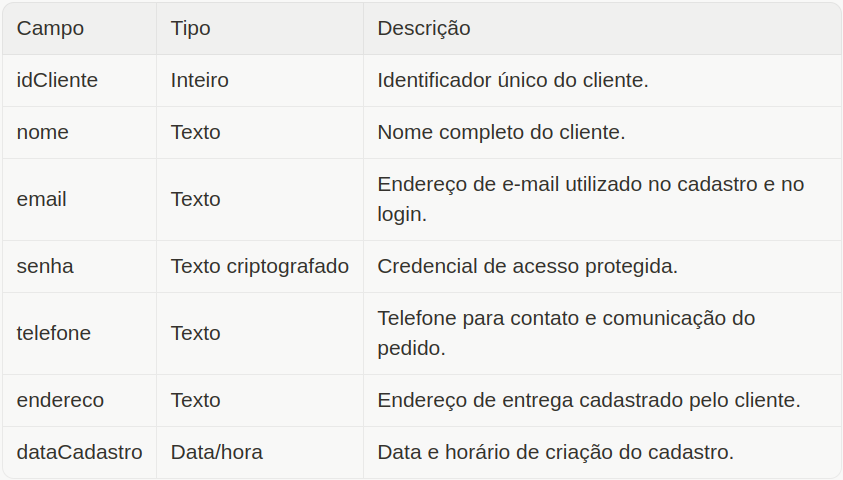 Campo Tipo Descrição
idCliente Inteiro Identificador único do cliente.
nome Texto Nome completo do cliente.
email Texto Endereço de e-mail utilizado no cadastro e no
login.
senha Texto criptografado Credencial de acesso protegida.
telefone Texto Telefone para contato e comunicação do
pedido.
endereco Texto Endereço de entrega cadastrado pelo cliente.
dataCadastro Data/hora Data e horário de criação do cadastro.